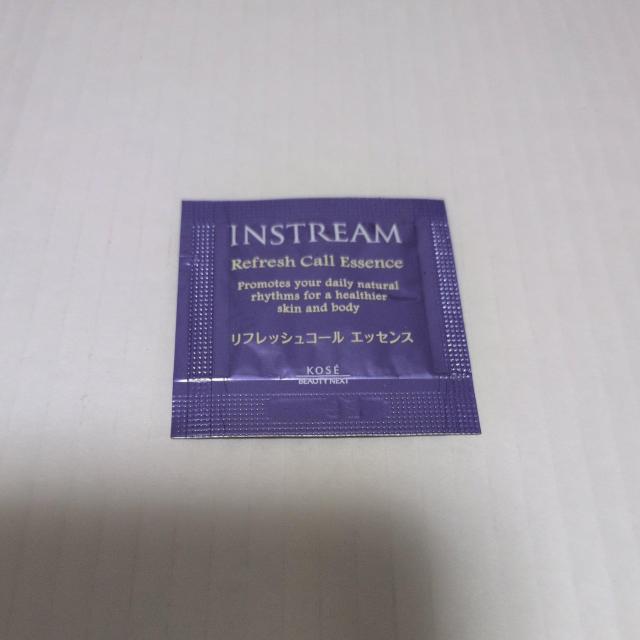 INSTREAM
Refresh Call Essence
Promotes your daily natural
rhythms for a healthier
skin and body
リフレッシュコール エッセンス
KOSÉ
BEAUTY NEXT